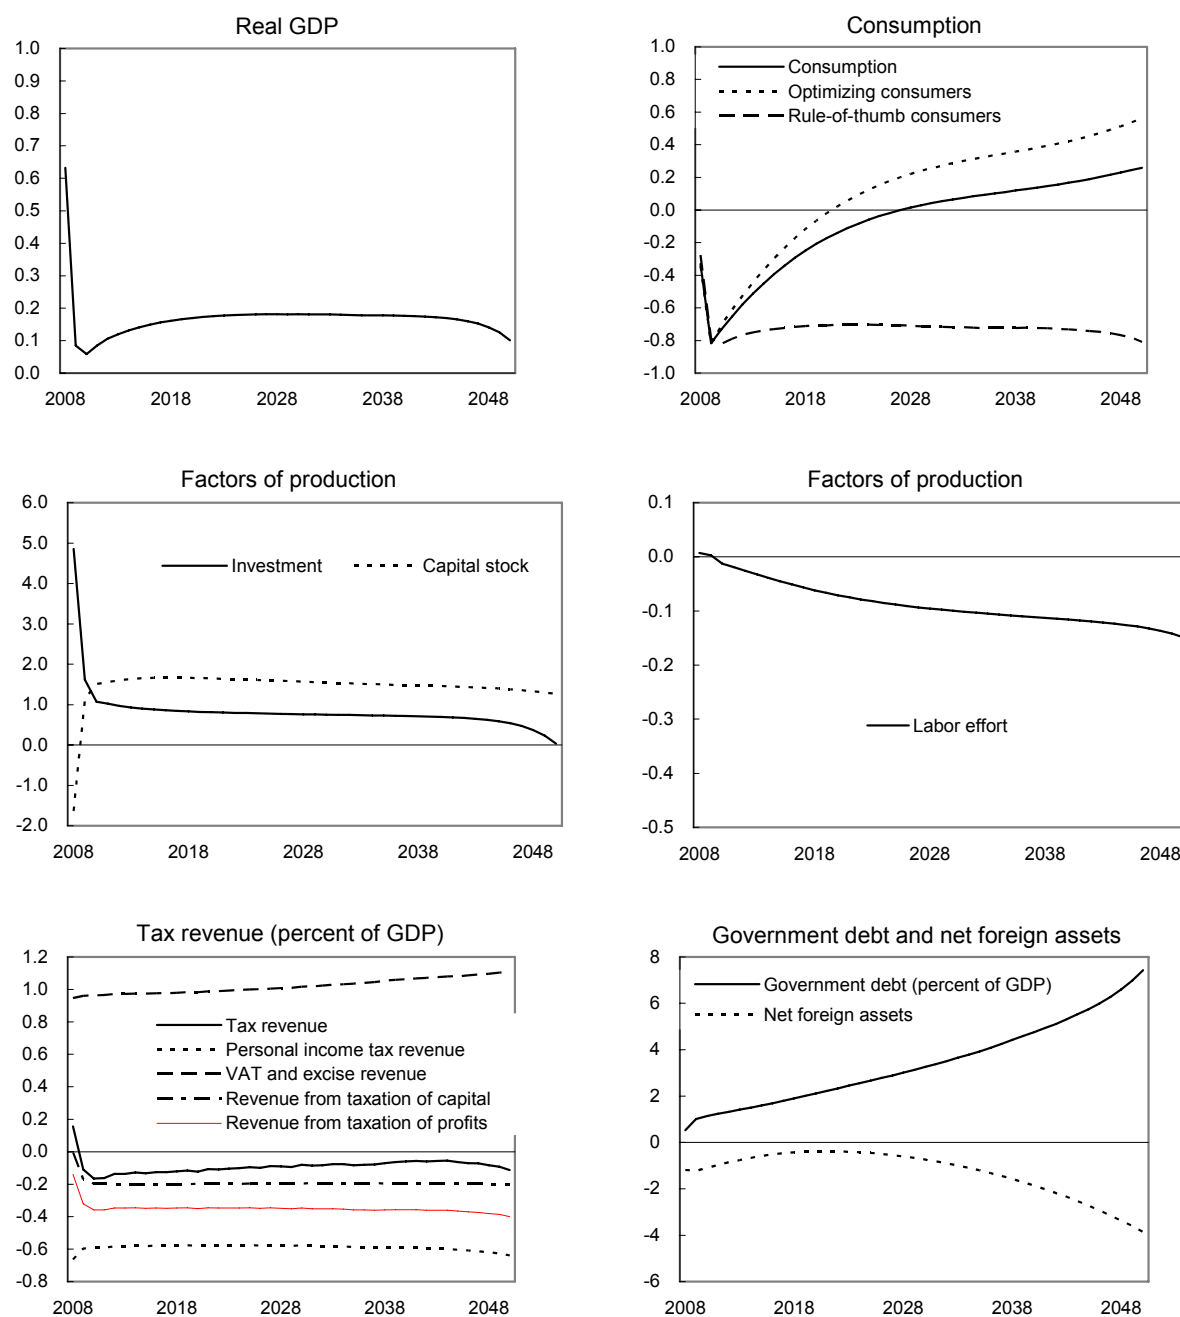 Real GDP
1.0
0.9
0.8
0.7
0.6
0.5
0.4
0.3
0.2
0.1
0.0
2008 2018 2028 2038 2048
Consumption
1.0
0.8
0.6
0.4
0.2
0.0
-0.2
-0.4
-0.6
-0.8
-1.0
Consumption
Optimizing consumers
Rule-of-thumb consumers
2008 2018 2028 2038 2048
Factors of production
6.0
5.0
4.0
3.0
2.0
1.0
0.0
-1.0
-2.0
Investment Capital stock
2008 2018 2028 2038 2048
Factors of production
0.1
0.0
-0.1
-0.2
-0.3
-0.4
-0.5
Labor effort
2008 2018 2028 2038 2048
Tax revenue (percent of GDP)
1.2
1.0
0.8
0.6
0.4
0.2
0.0
-0.2
-0.4
-0.6
-0.8
Tax revenue
Personal income tax revenue
VAT and excise revenue
Revenue from taxation of capital
Revenue from taxation of profits
2008 2018 2028 2038 2048
Government debt and net foreign assets
8
6
4
2
0
-2
-4
-6
Government debt (percent of GDP)
Net foreign assets
2008 2018 2028 2038 2048